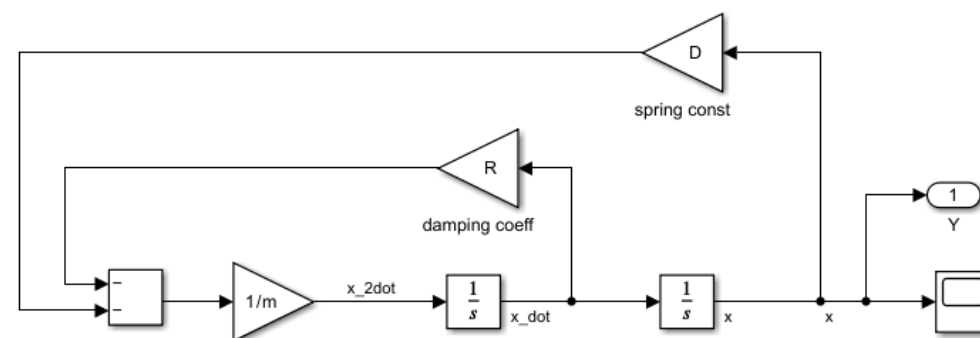 D
spring const
R
damping coeff
1
Y
−
−
1/m
x_2dot
1
s
x_dot
1
s
x
x